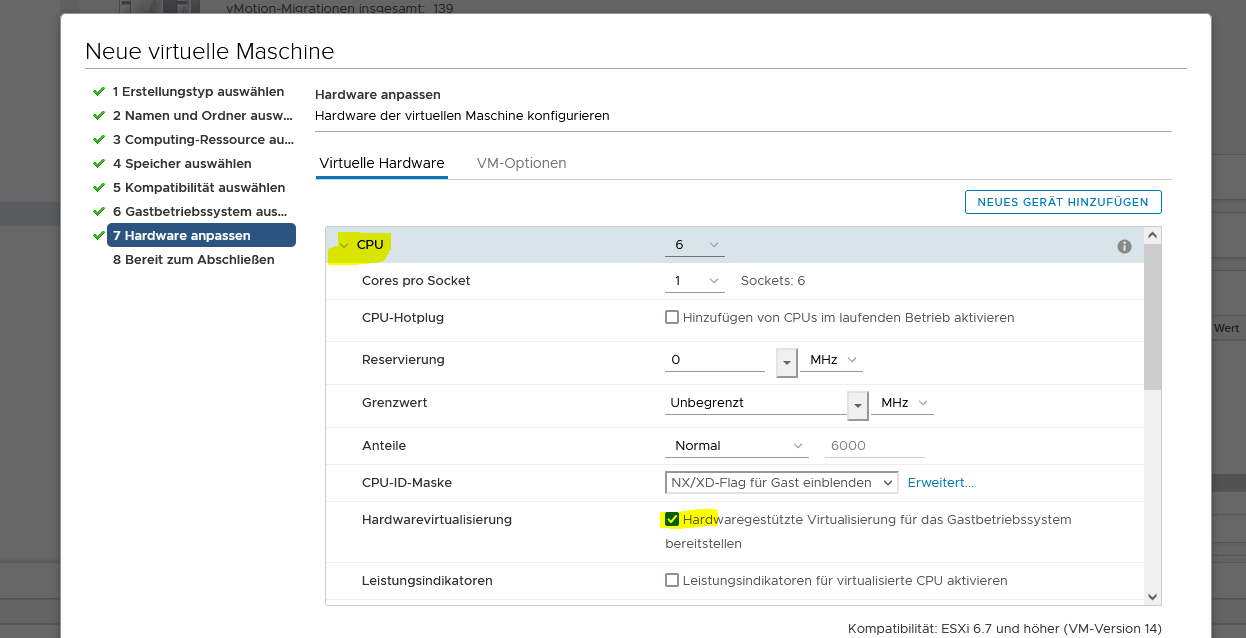 vMotion-Migrationen insgesamt: 139
Neue virtuelle Maschine
1 Erstellungstyp auswählen
2 Namen und Ordner ausw...
3 Computing-Ressource au...
4 Speicher auswählen
5 Kompatibilität auswählen
6 Gastbetriebssystem aus...
7 Hardware anpassen
8 Bereit zum Abschließen
Hardware anpassen
Hardware der virtuellen Maschine konfigurieren
Virtuelle Hardware VM-Optionen
NEUES GERÄT HINZUFÜGEN
CPU 6
Cores pro Socket 1 Sockets: 6
CPU-Hotplug Hinzufügen von CPUs im laufenden Betrieb aktivieren
Reservierung 0 MHz
Grenzwert Unbegrenzt MHz
Anteile Normal 6000
CPU-ID-Maske NX/XD-Flag für Gast einblenden Erweitert...
Hardwarevirtualisierung Hardwaregestützte Virtualisierung für das Gastbetriebssystem
bereitstellen
Leistungsindikatoren Leistungsindikatoren für virtualisierte CPU aktivieren
Kompatibilität: ESXi 6.7 und höher (VM-Version 14)
Wert